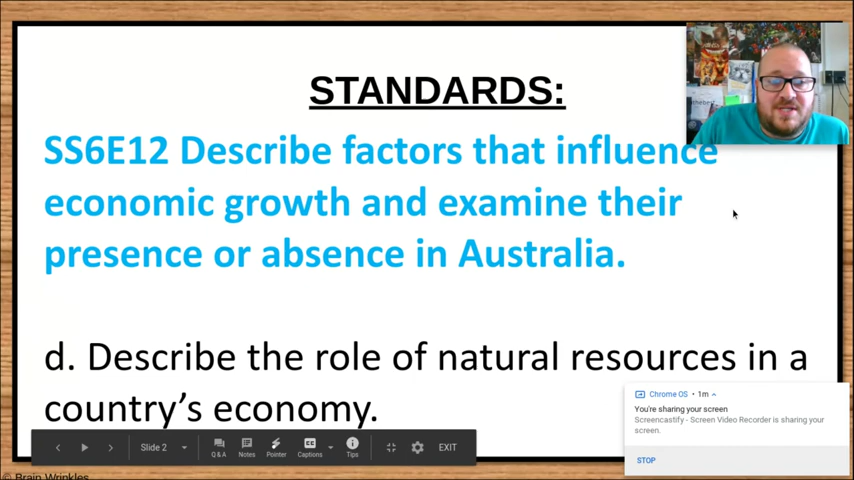 STANDARDS:
SS6E12 Describe factors that influence
economic growth and examine their
presence or absence in Australia.
d. Describe the role of natural resources in a
country's economy.
Chrome OS • 1m
You're sharing your screen
Screencastify - Screen Video Recorder is sharing your
screen.
STOP
Slide 2
Q & A
Notes
Pointer
Captions
Tips
EXIT
© Brain Wrinkles